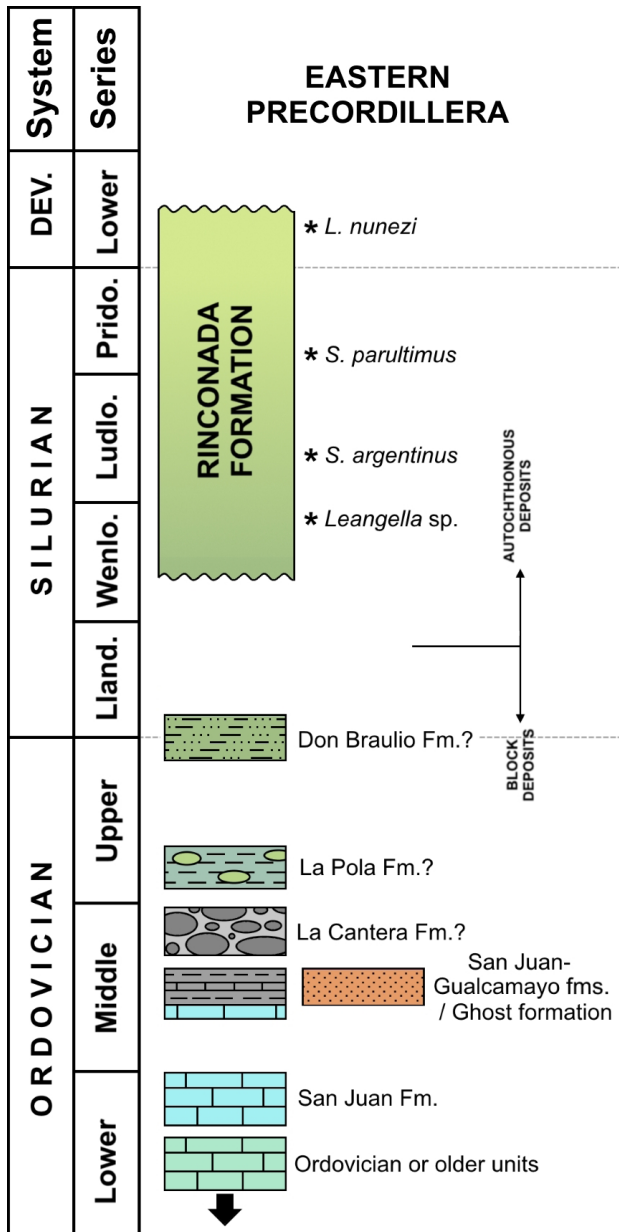 System
Series
EASTERN
PRECORDILLERA
DEV.
Lower
* L. nunezi
SILURIAN
Prido.
RINCONADA
FORMATION
* S. parultimus
Ludlo.
* S. argentinus
AUTOCHTHONOUS
DEPOSITS
Wenlo.
* Leangella sp.
Lland.
Don Braulio Fm.?
BLOCK
DEPOSITS
ORDOVICIAN
Upper
La Pola Fm.?
La Cantera Fm.?
Middle
San Juan-
Gualcamayo fms.
/ Ghost formation
San Juan Fm.
Lower
Ordovician or older units